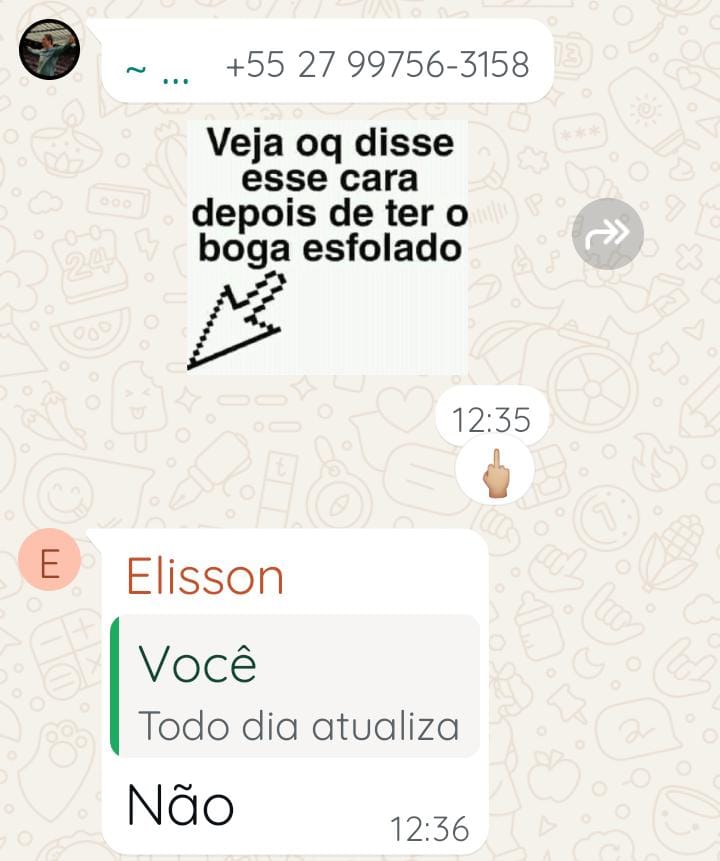 ~ ... +55 27 99756-3158
Veja oq disse
esse cara
depois de ter o
boga esfolado
12:35
E
Elisson
Você
Todo dia atualiza
Não
12:36